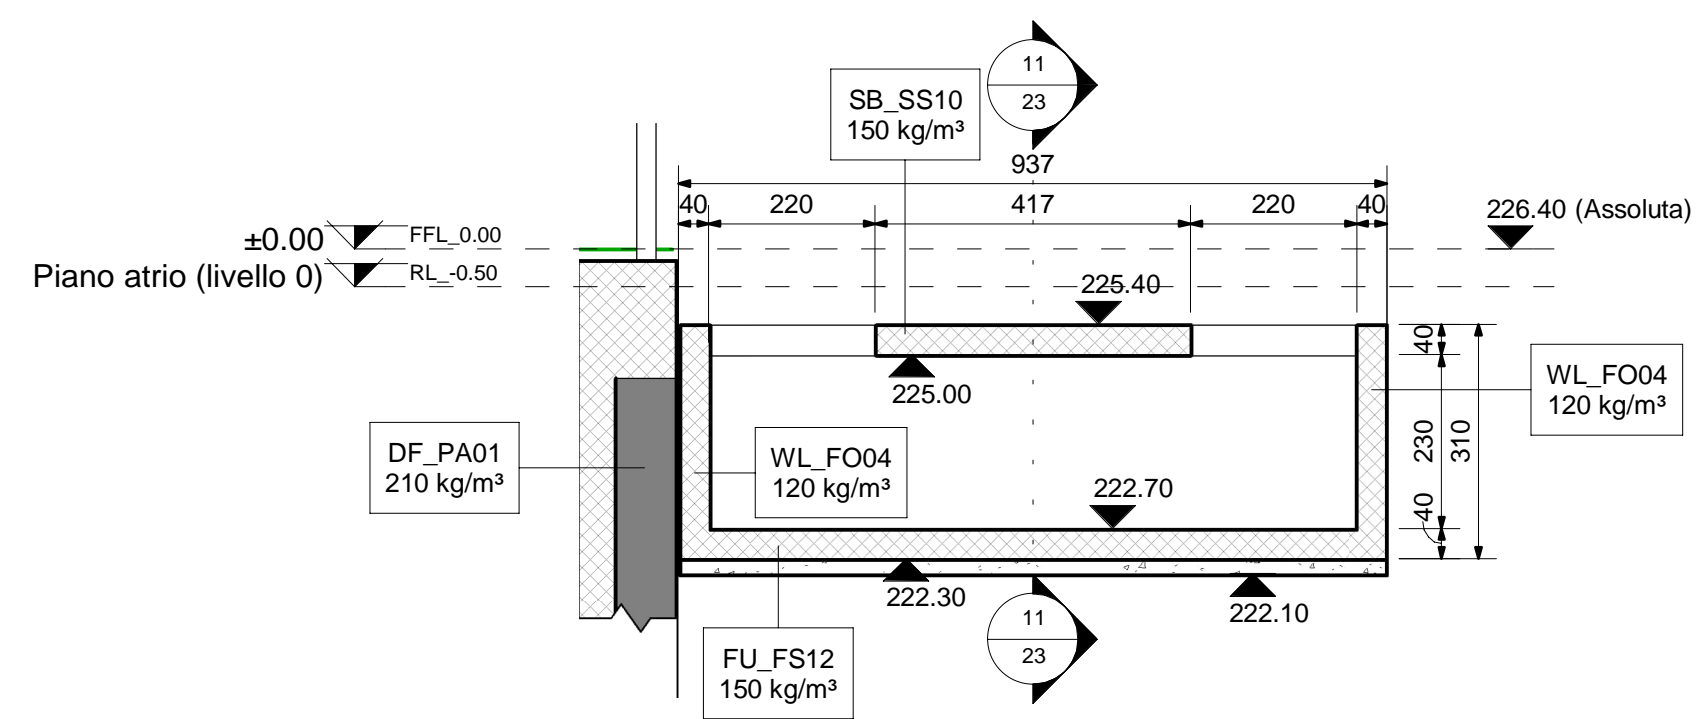 11
23
SB_SS10
150 kg/m³
937
40
220
417
220
40
226.40 (Assoluta)
±0.00
FFL_0.00
Piano atrio (livello 0)
RL_-0.50
225.40
225.00
40
230
310
40
WL_FO04
120 kg/m³
DF_PA01
210 kg/m³
WL_FO04
120 kg/m³
222.70
222.30
222.10
11
23
FU_FS12
150 kg/m³